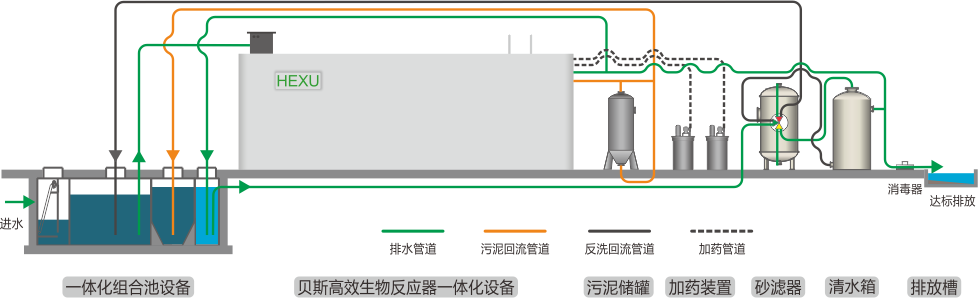 HEXU
进水
消毒器
达标排放
排水管道
污泥回流管道
反洗回流管道
加药管道
一体化组合池设备
贝斯高效生物反应器一体化设备
污泥储罐
加药装置
砂滤器
清水箱
排放槽